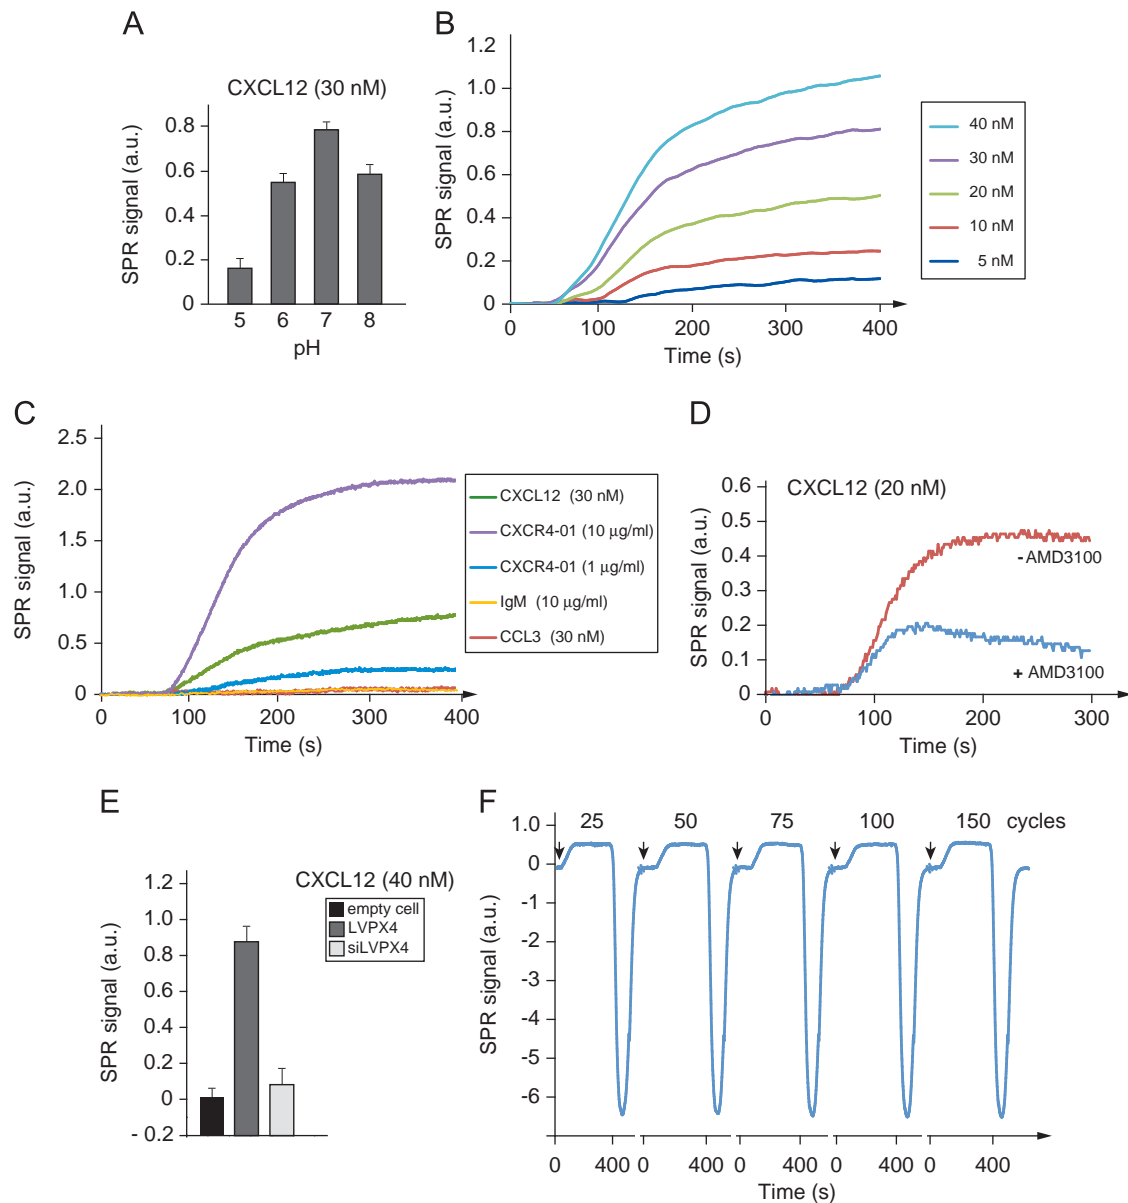 A
CXCL12 (30 nM)
SPR signal (a.u.)
0.8
0.6
0.4
0.2
0
5 6 7 8
pH
B
SPR signal (a.u.)
1.2
1.0
0.8
0.6
0.4
0.2
0
0 100 200 300 400
Time (s)
40 nM
30 nM
20 nM
10 nM
5 nM
C
SPR signal (a.u.)
2.5
2.0
1.5
1.0
0.5
0
0 100 200 300 400
Time (s)
CXCL12 (30 nM)
CXCR4-01 (10 µg/ml)
CXCR4-01 (1 µg/ml)
IgM (10 µg/ml)
CCL3 (30 nM)
D
CXCL12 (20 nM)
SPR signal (a.u.)
0.6
0.5
0.4
0.3
0.2
0.1
0
-AMD3100
+ AMD3100
0 100 200 300
Time (s)
E
CXCL12 (40 nM)
empty cell
LVPX4
siLVPX4
SPR signal (a.u.)
1.2
1.0
0.8
0.6
0.4
0.2
0
- 0.2
F
25 50 75 100 150 cycles
SPR signal (a.u.)
1.0
0
-1
-2
-3
-4
-5
-6
0 400 0 400 0 400 0 400 0 400
Time (s)